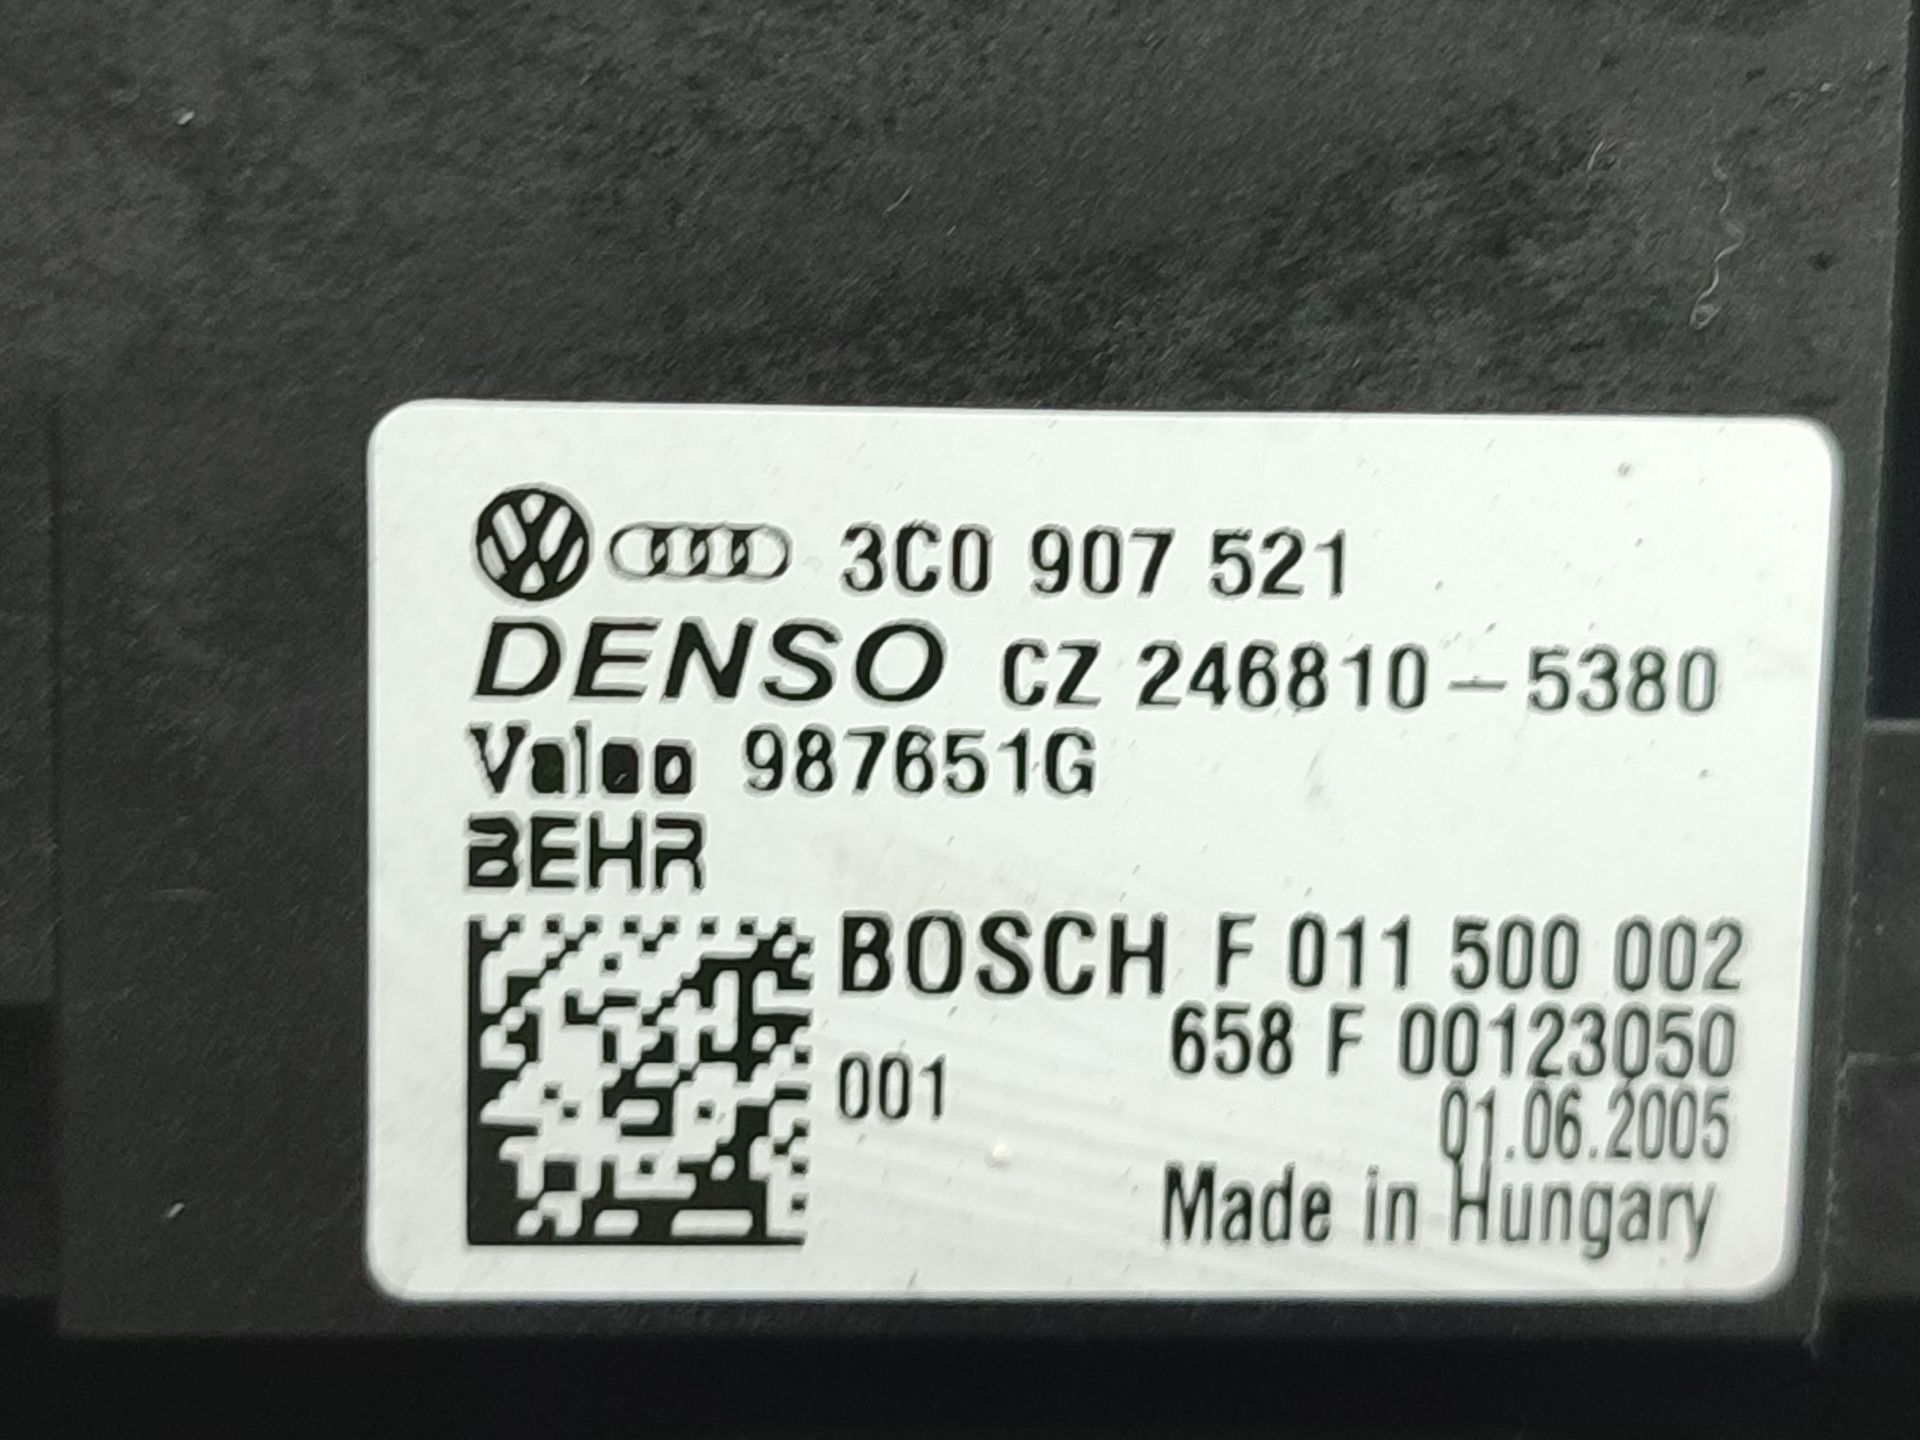 3C0 907 521
DENSO CZ 246810-5380
Valeo 987651G
BEHR
BOSCH F 011 500 002
658 F 00123050
001
01.06.2005
Made in Hungary